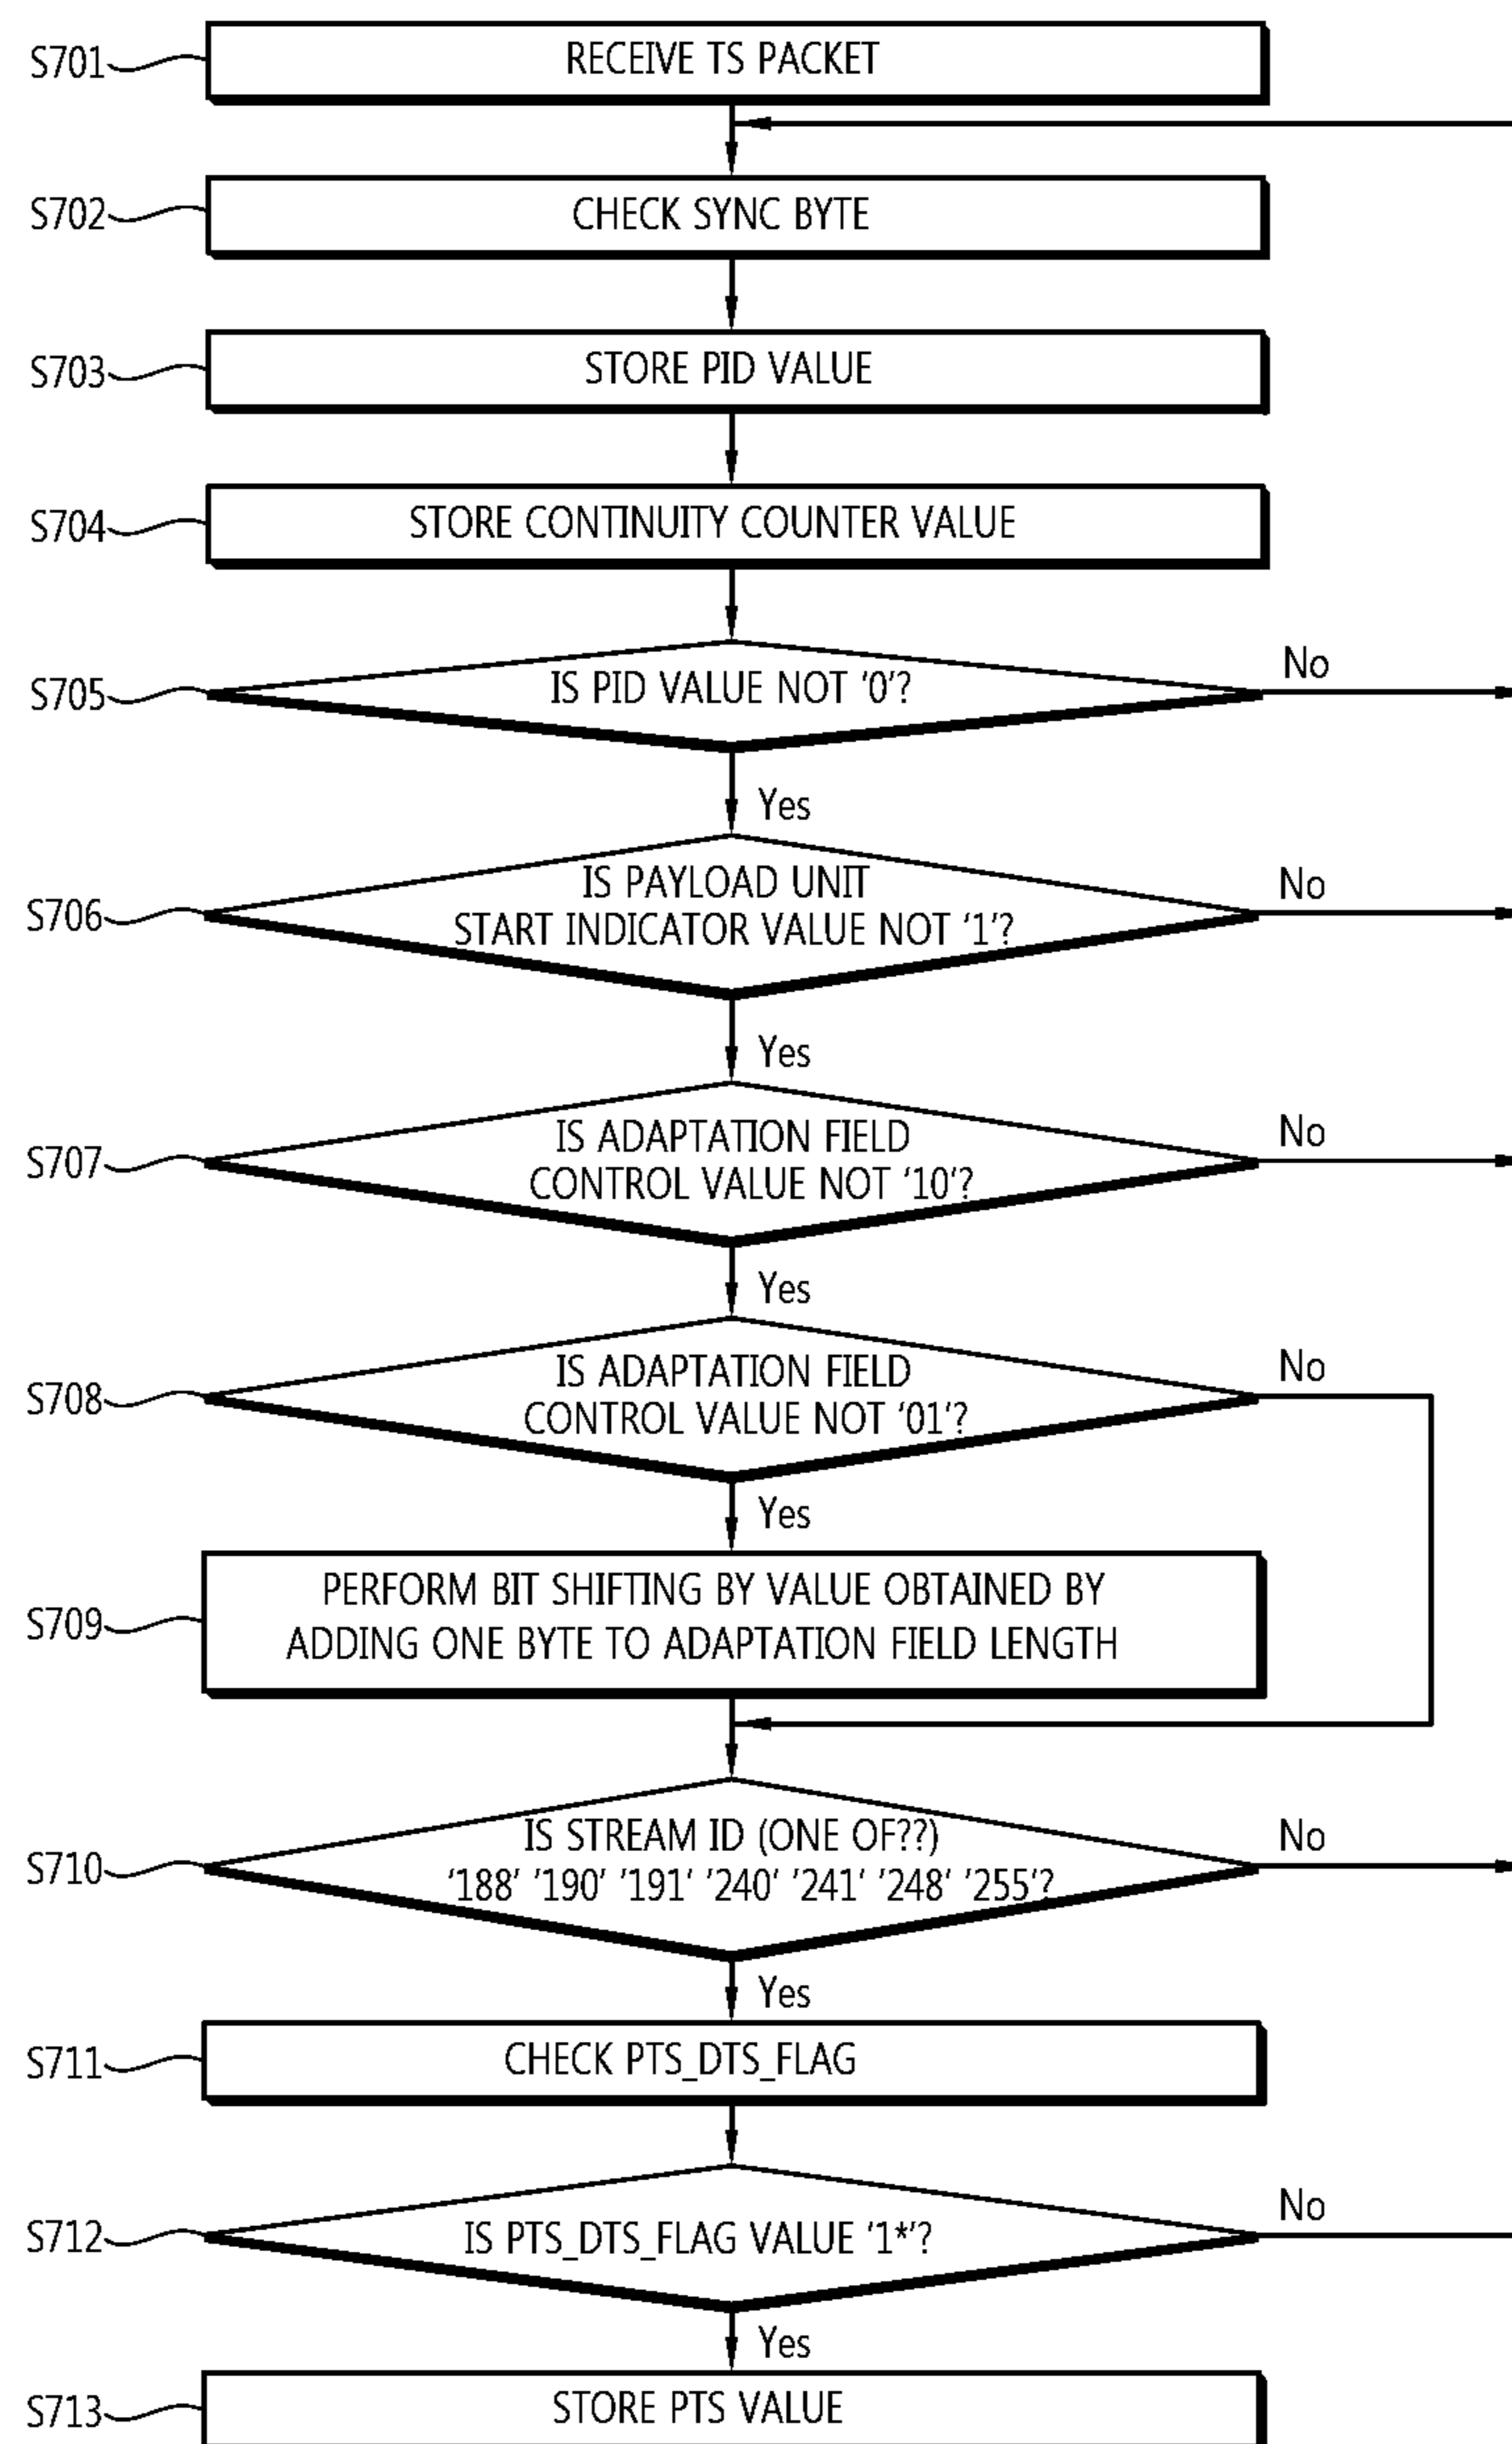 S701
RECEIVE TS PACKET
S702
CHECK SYNC BYTE
S703
STORE PID VALUE
S704
STORE CONTINUITY COUNTER VALUE
S705
IS PID VALUE NOT '0'?
No
Yes
S706
IS PAYLOAD UNIT
START INDICATOR VALUE NOT '1'?
No
Yes
S707
IS ADAPTATION FIELD
CONTROL VALUE NOT '10'?
No
Yes
S708
IS ADAPTATION FIELD
CONTROL VALUE NOT '01'?
No
Yes
S709
PERFORM BIT SHIFTING BY VALUE OBTAINED BY
ADDING ONE BYTE TO ADAPTATION FIELD LENGTH
S710
IS STREAM ID (ONE OF??)
'188' '190' '191' '240' '241' '248' '255'?
No
Yes
S711
CHECK PTS_DTS_FLAG
S712
IS PTS_DTS_FLAG VALUE '1*'?
No
Yes
S713
STORE PTS VALUE